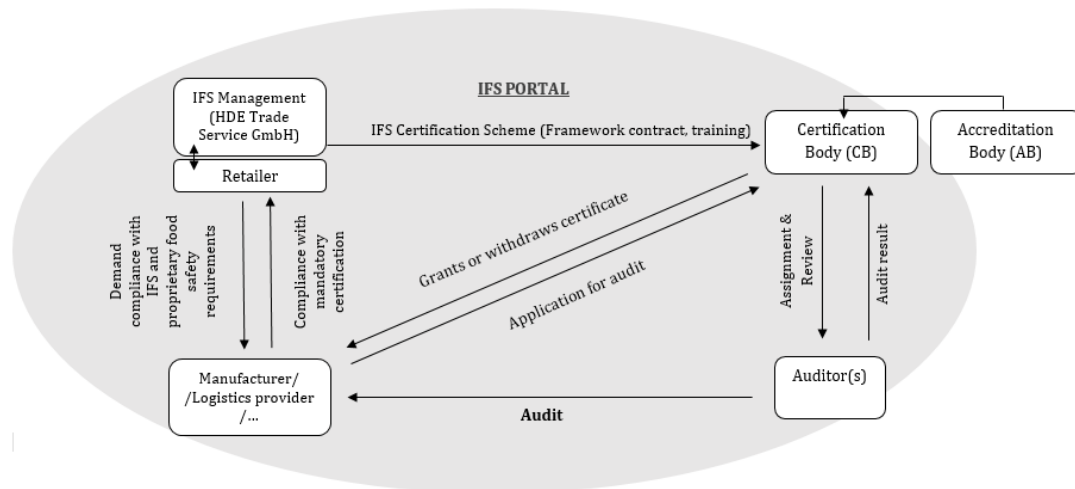 IFS PORTAL
IFS Management
(HDE Trade
Service GmbH)
Retailer
IFS Certification Scheme (Framework contract, training)
Certification
Body (CB)
Accreditation
Body (AB)
Demand
compliance with
IFS and
proprietary food
safety
requirements
Compliance with
mandatory
certification
Grants or withdraws certificate
Application for audit
Assignment &
Review
Audit result
Manufacturer/
/Logistics provider
/...
Audit
Auditor(s)